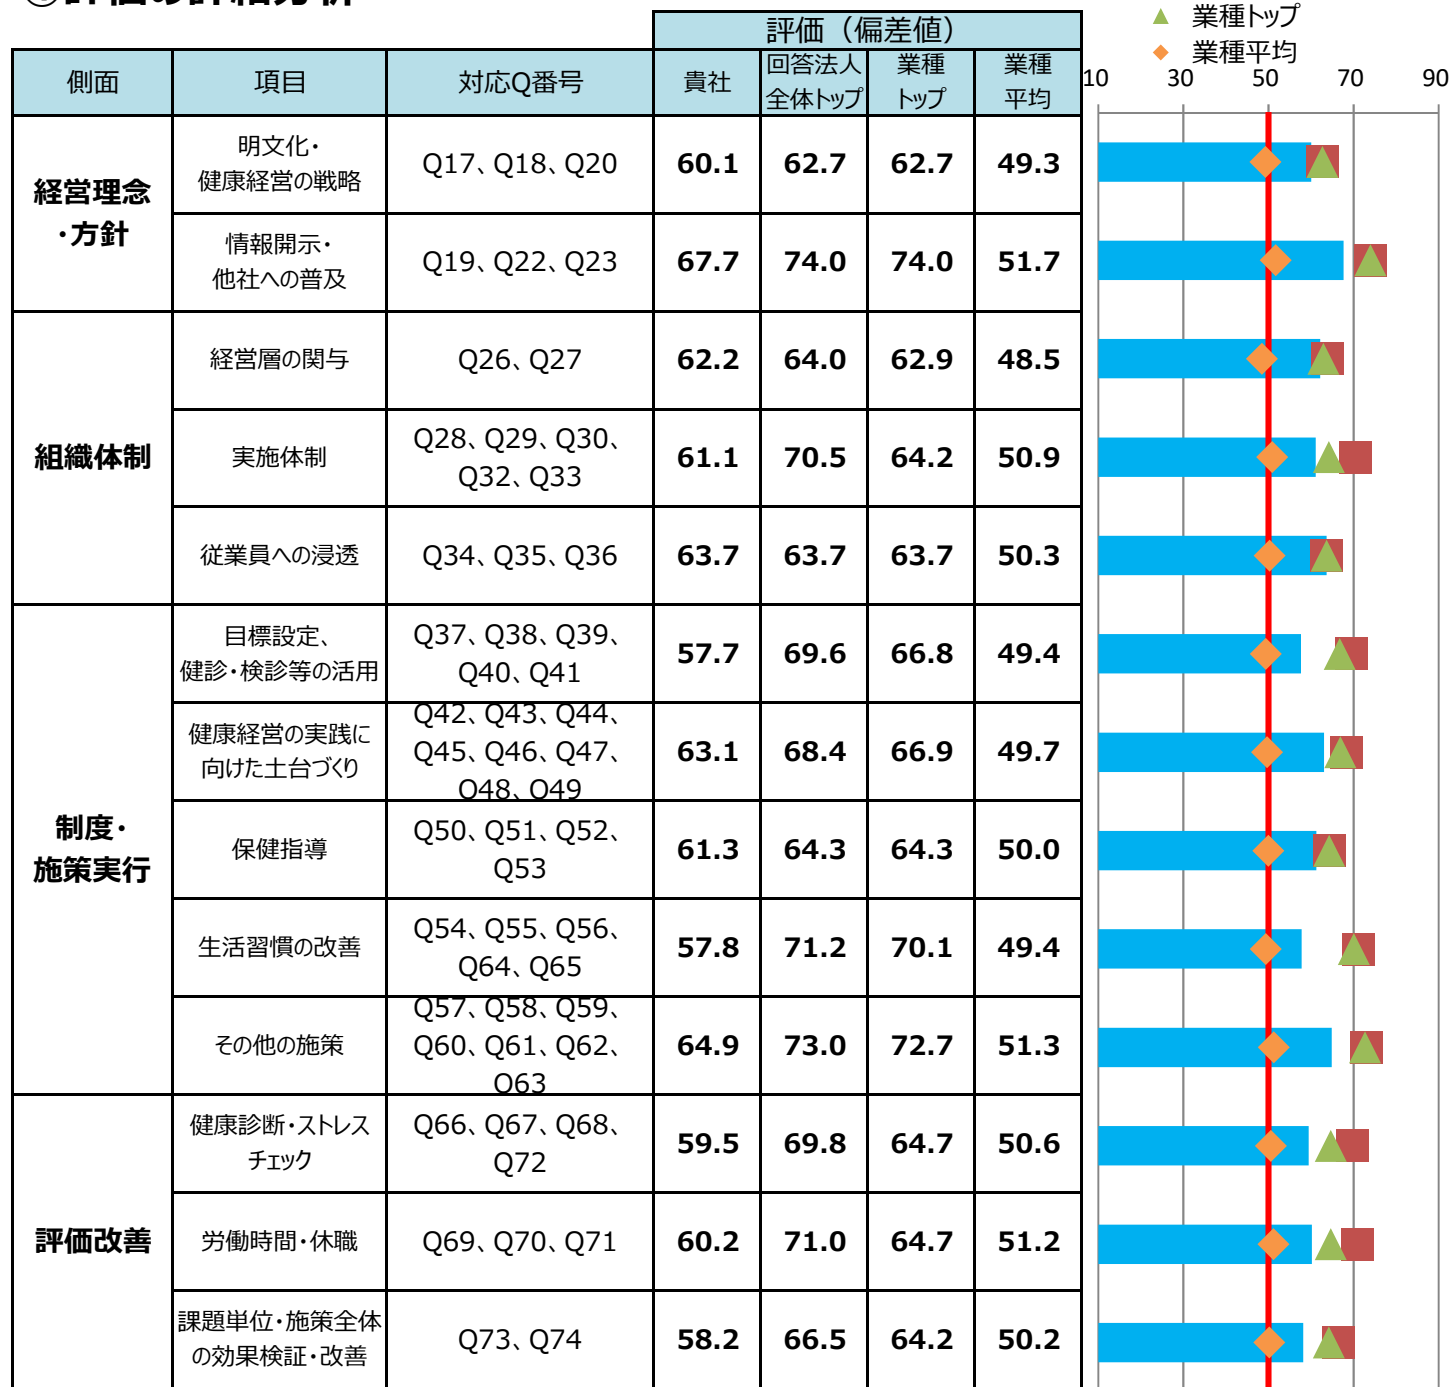 評価（偏差値）
▲ 業種トップ
◆ 業種平均
側面 項目 対応Q番号 貴社 回答法人 業種 業種
全体トップ トップ 平均
10 30 50 70 90
経営理念
・方針
明文化・
健康経営の戦略
Q17、Q18、Q20 60.1 62.7 62.7 49.3
情報開示・
他社への普及
Q19、Q22、Q23 67.7 74.0 74.0 51.7
組織体制
経営層の関与 Q26、Q27 62.2 64.0 62.9 48.5
実施体制
Q28、Q29、Q30、
Q32、Q33
61.1 70.5 64.2 50.9
従業員への浸透 Q34、Q35、Q36 63.7 63.7 63.7 50.3
制度・
施策実行
目標設定、
健診・検診等の活用
Q37、Q38、Q39、
Q40、Q41
57.7 69.6 66.8 49.4
健康経営の実践に
向けた土台づくり
Q42、Q43、Q44、
Q45、Q46、Q47、
Q48、Q49
63.1 68.4 66.9 49.7
保健指導
Q50、Q51、Q52、
Q53
61.3 64.3 64.3 50.0
生活習慣の改善
Q54、Q55、Q56、
Q64、Q65
57.8 71.2 70.1 49.4
その他の施策
Q57、Q58、Q59、
Q60、Q61、Q62、
Q63
64.9 73.0 72.7 51.3
評価改善
健康診断・ストレス
チェック
Q66、Q67、Q68、
Q72
59.5 69.8 64.7 50.6
労働時間・休職 Q69、Q70、Q71 60.2 71.0 64.7 51.2
課題単位・施策全体
の効果検証・改善
Q73、Q74 58.2 66.5 64.2 50.2